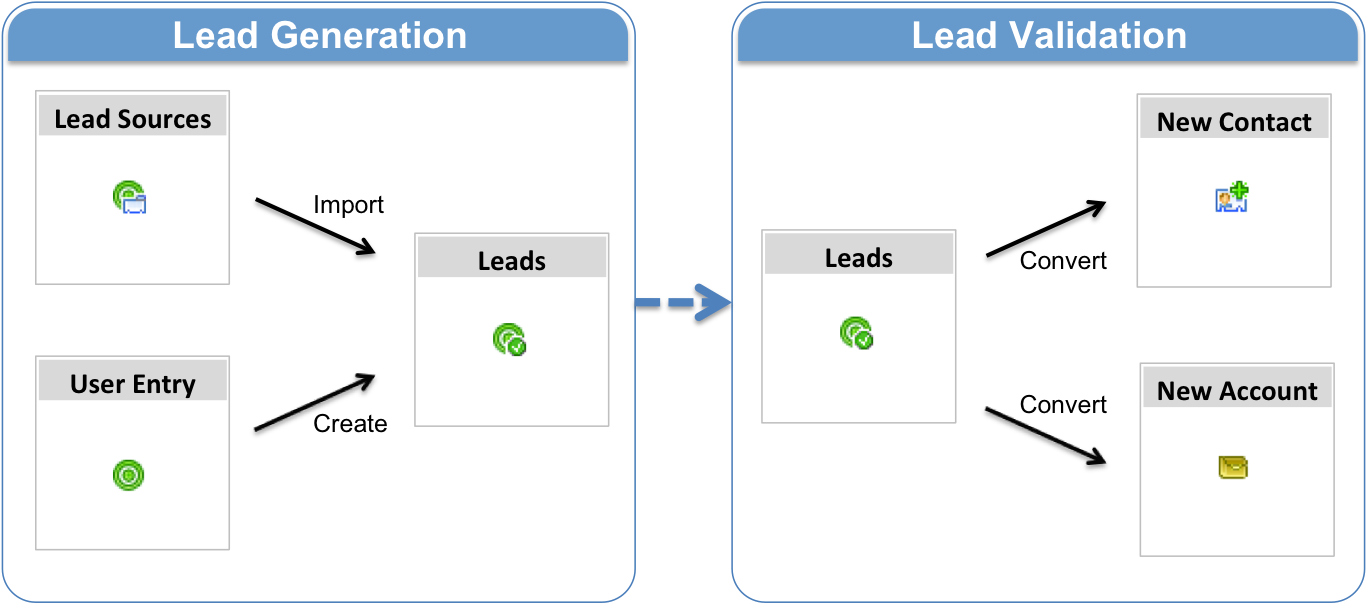 Lead Generation
Lead Sources
Import
User Entry
Create
Leads
Lead Validation
Leads
Convert
New Contact
Convert
New Account